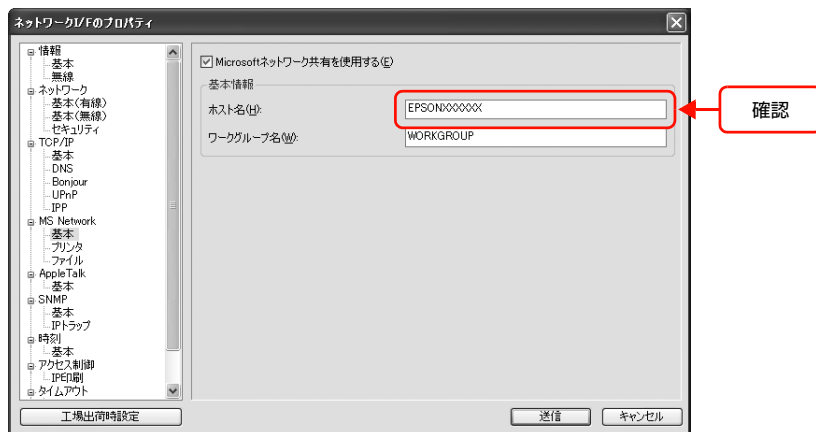 ネットワークI/Fのプロパティ
情報
基本
無線
ネットワーク
基本(有線)
基本(無線)
セキュリティ
TCP/IP
基本
DNS
Bonjour
UPnP
IPP
MS Network
基本
プリンタ
ファイル
AppleTalk
基本
SNMP
基本
IPトラップ
時刻
基本
アクセス制御
IP印刷
タイムアウト
Microsoftネットワーク共有を使用する(E)
基本情報
ホスト名(H):
EPSONXXXXXX
ワークグループ名(W):
WORKGROUP
確認
工場出荷時設定
送信
キャンセル